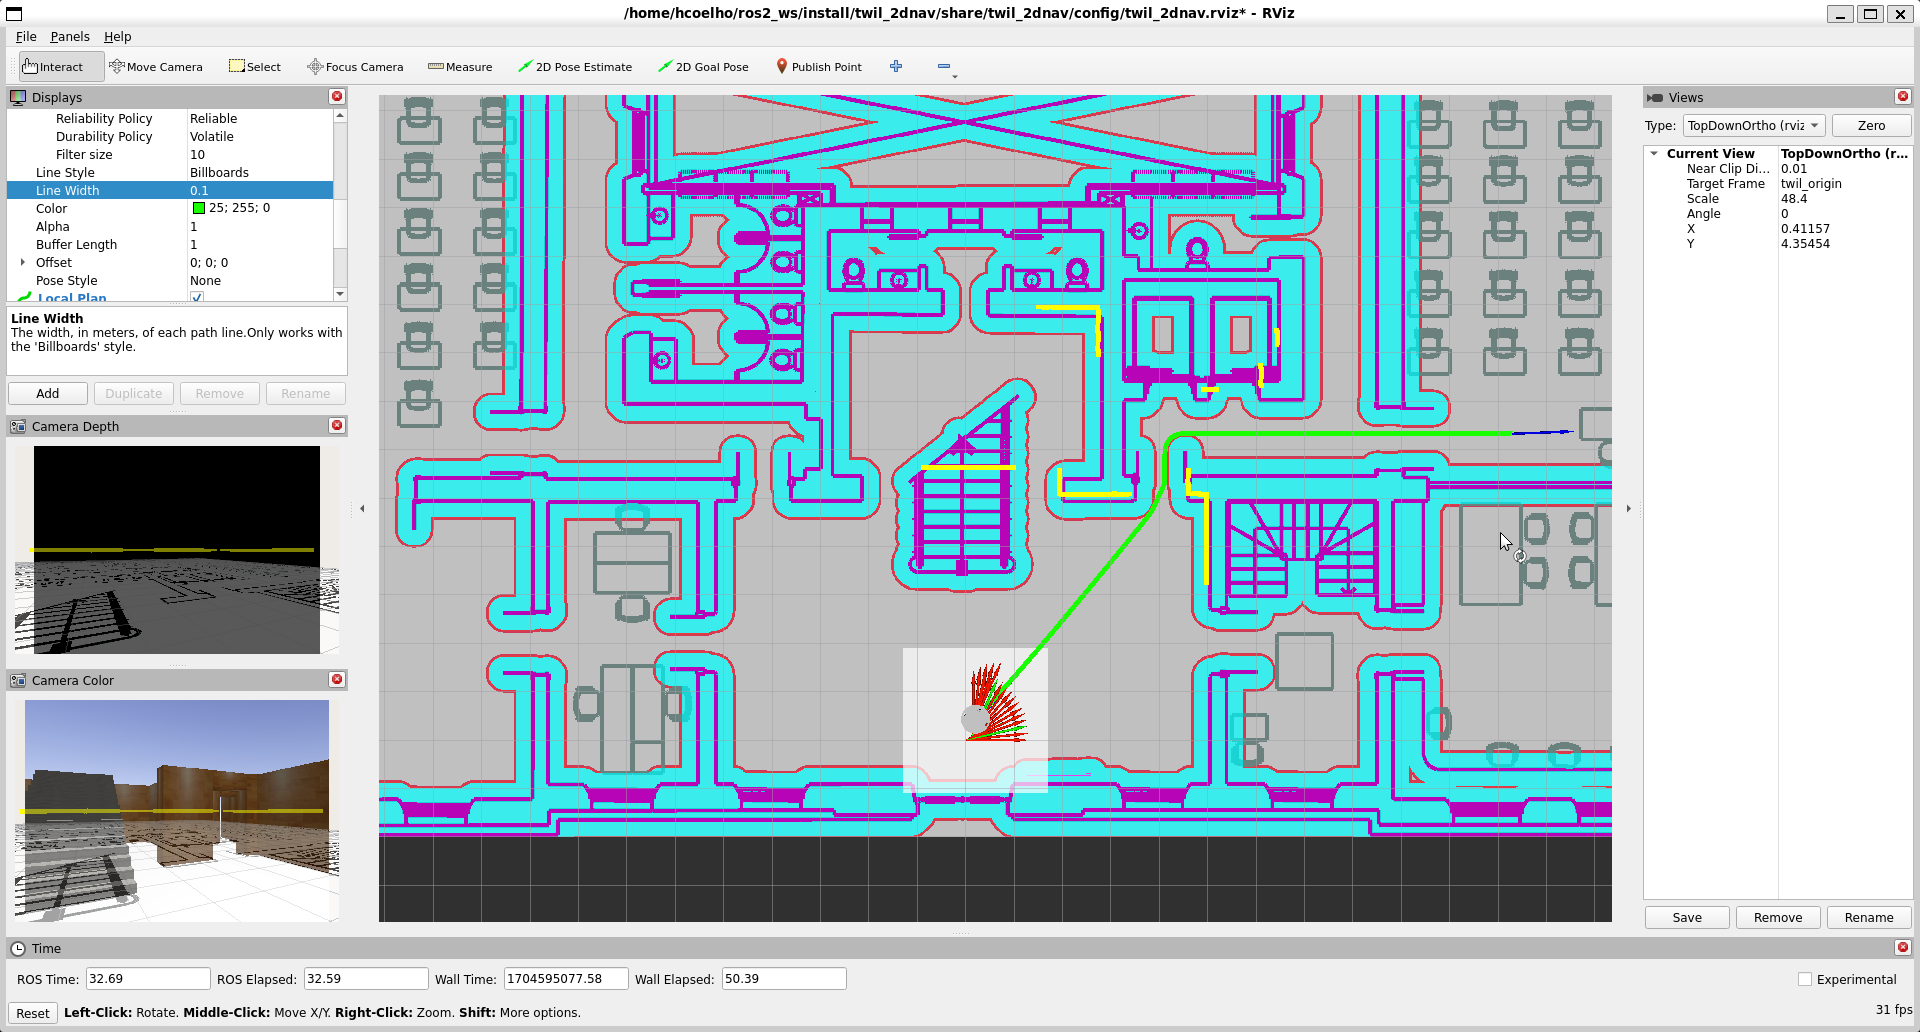 /home/hcoelho/ros2_ws/install/twil_2dnav/share/twil_2dnav/config/twil_2dnav.rviz* - RViz
File Panels Help
Interact Move Camera Select Focus Camera Measure 2D Pose Estimate 2D Goal Pose Publish Point
Displays
Reliability Policy Reliable
Durability Policy Volatile
Filter size 10
Line Style Billboards
Line Width 0.1
Color 25; 255; 0
Alpha 1
Buffer Length 1
Offset 0; 0; 0
Pose Style None
Local Plan
Line Width
The width, in meters, of each path line.Only works with
the 'Billboards' style.
Add Duplicate Remove Rename
Camera Depth
Camera Color
Views
Type: TopDownOrtho (rviz Zero
Current View TopDownOrtho (r...
Near Clip Di... 0.01
Target Frame twil_origin
Scale 48.4
Angle 0
X 0.41157
Y 4.35454
Save Remove Rename
Time
ROS Time: 32.69 ROS Elapsed: 32.59 Wall Time: 1704595077.58 Wall Elapsed: 50.39 Experimental
Reset Left-Click: Rotate. Middle-Click: Move X/Y. Right-Click: Zoom. Shift: More options. 31 fps